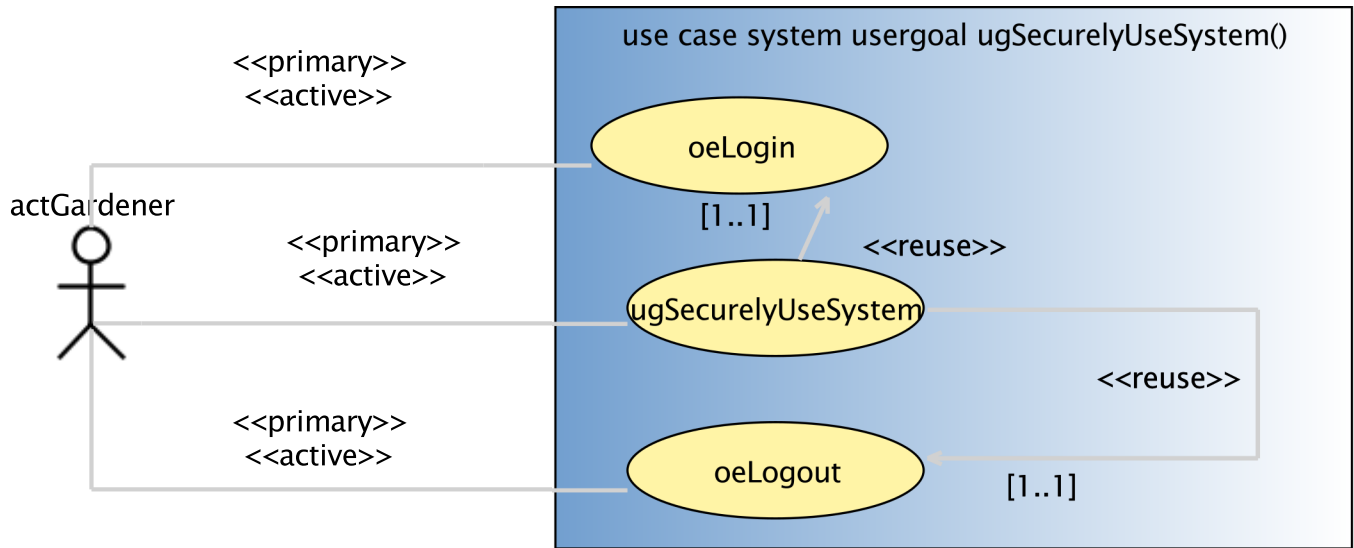 use case system usergoal ugSecurelyUseSystem()
<<primary>>
<<active>>
oeLogin
actGardener
[1..1]
<<primary>>
<<active>>
<<reuse>>
ugSecurelyUseSystem
<<reuse>>
<<primary>>
<<active>>
oeLogout
[1..1]